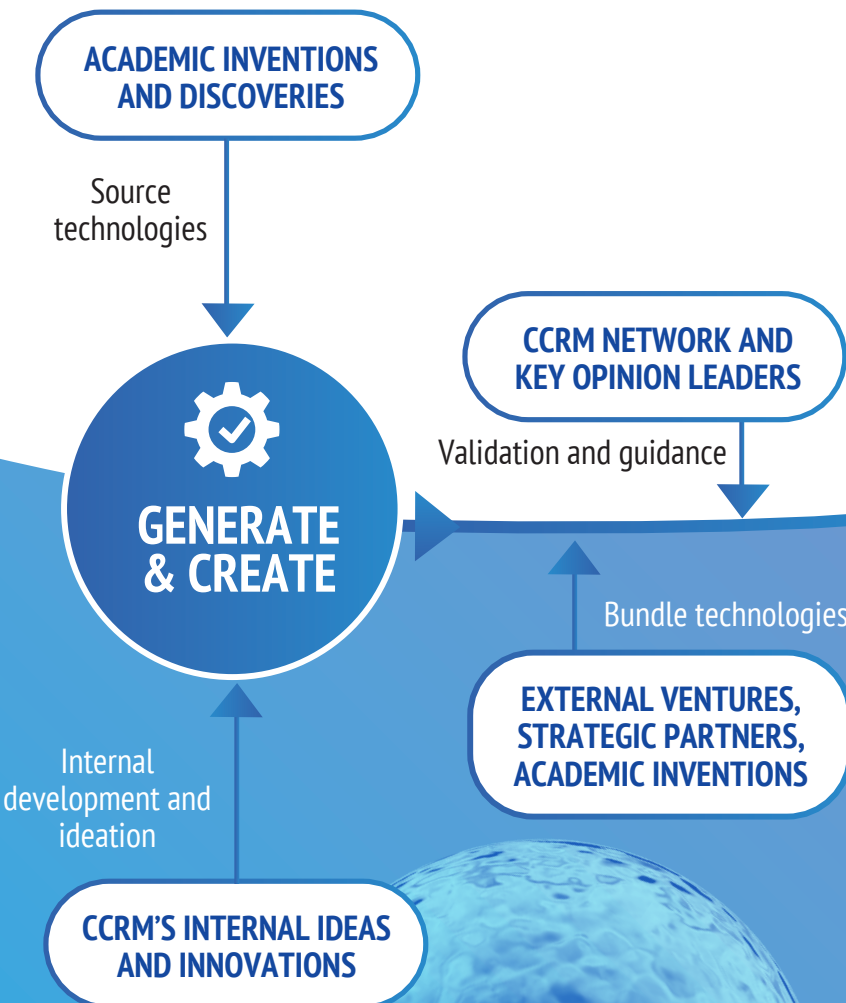 ACADEMIC INVENTIONS
AND DISCOVERIES
Source
technologies
CCRM NETWORK AND
KEY OPINION LEADERS
Validation and guidance
GENERATE
& CREATE
Bundle technologies
EXTERNAL VENTURES,
STRATEGIC PARTNERS,
ACADEMIC INVENTIONS
Internal
development and
ideation
CCRM’S INTERNAL IDEAS
AND INNOVATIONS